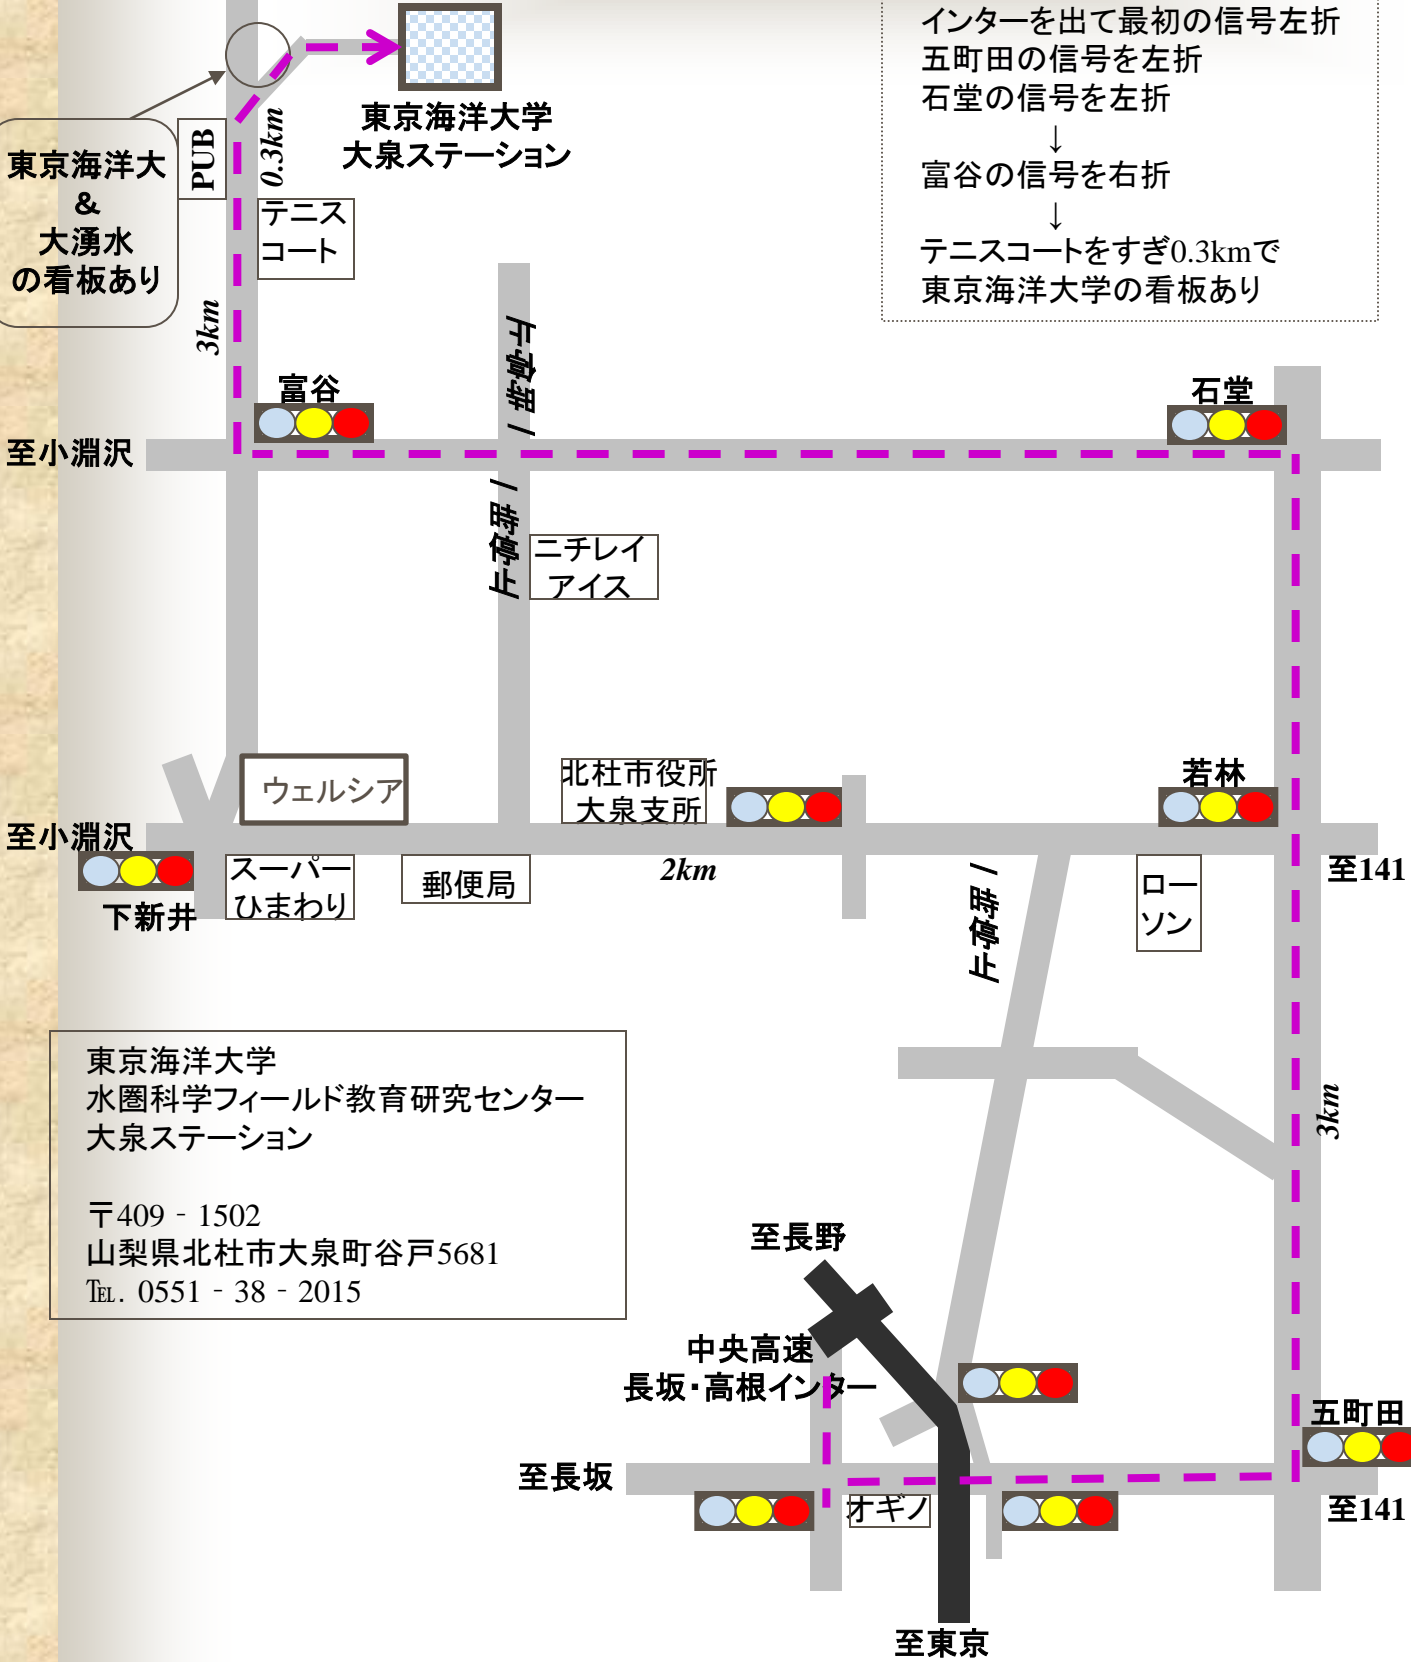 インターを出て最初の信号左折
五町田の信号を左折
石堂の信号を左折
↓
富谷の信号を右折
↓
テニスコートをすぎ0.3kmで
東京海洋大学の看板あり
東京海洋大学
大泉ステーション
PUB
0.3km
東京海洋大
&
大湧水
の看板あり
テニス
コート
3km
一時停止
富谷
石堂
至小淵沢
一時停止
ニチレイ
アイス
ウェルシア
北杜市役所
大泉支所
若林
至小淵沢
スーパー
ひまわり
郵便局
2km
一時停止
ロー
ソン
至141
下新井
東京海洋大学
水圏科学フィールド教育研究センター
大泉ステーション
〒409‐1502
山梨県北杜市大泉町谷戸5681
℡. 0551‐38‐2015
3km
至長野
中央高速
長坂・高根インター
五町田
至長坂
オギノ
至141
至東京